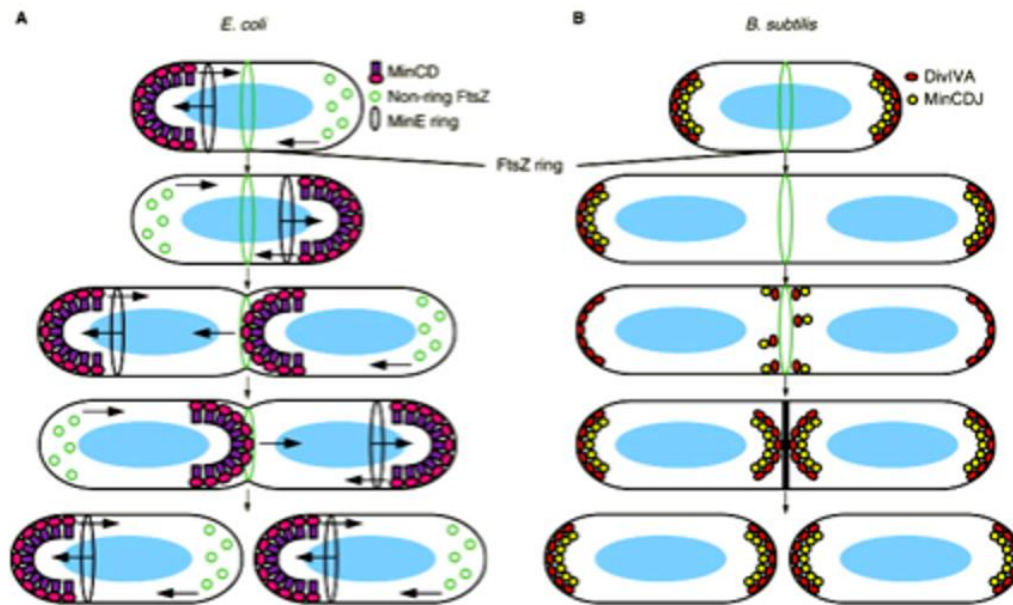 A
E. coli
MinCD
Non-ring FtsZ
MinE ring
FtsZ ring
B
B. subtilis
DivIVA
MinCDJ